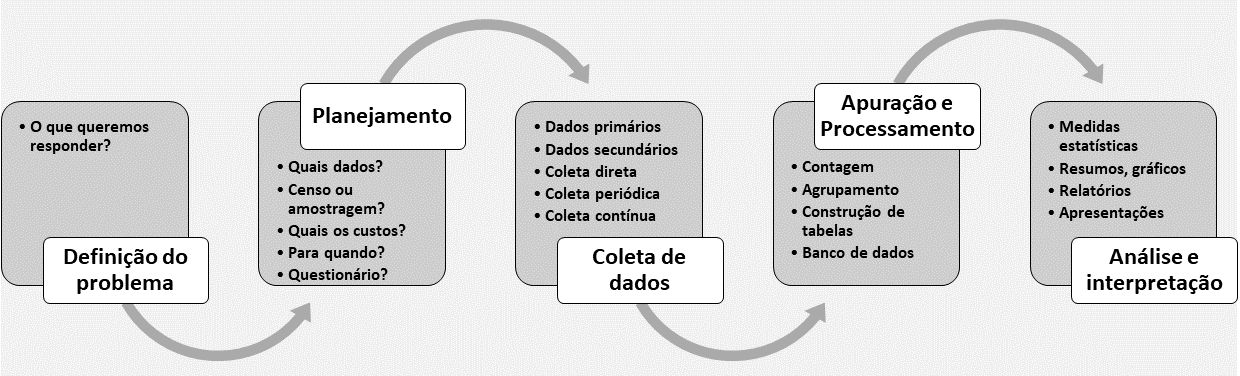 • O que queremos
responder?
Definição do
problema
Planejamento
• Quais dados?
• Censo ou
amostragem?
• Quais os custos?
• Para quando?
• Questionário?
• Dados primários
• Dados secundários
• Coleta direta
• Coleta periódica
• Coleta contínua
Coleta de
dados
Apuração e
Processamento
• Contagem
• Agrupamento
• Construção de
tabelas
• Banco de dados
• Medidas
estatísticas
• Resumos, gráficos
• Relatórios
• Apresentações
Análise e
interpretação